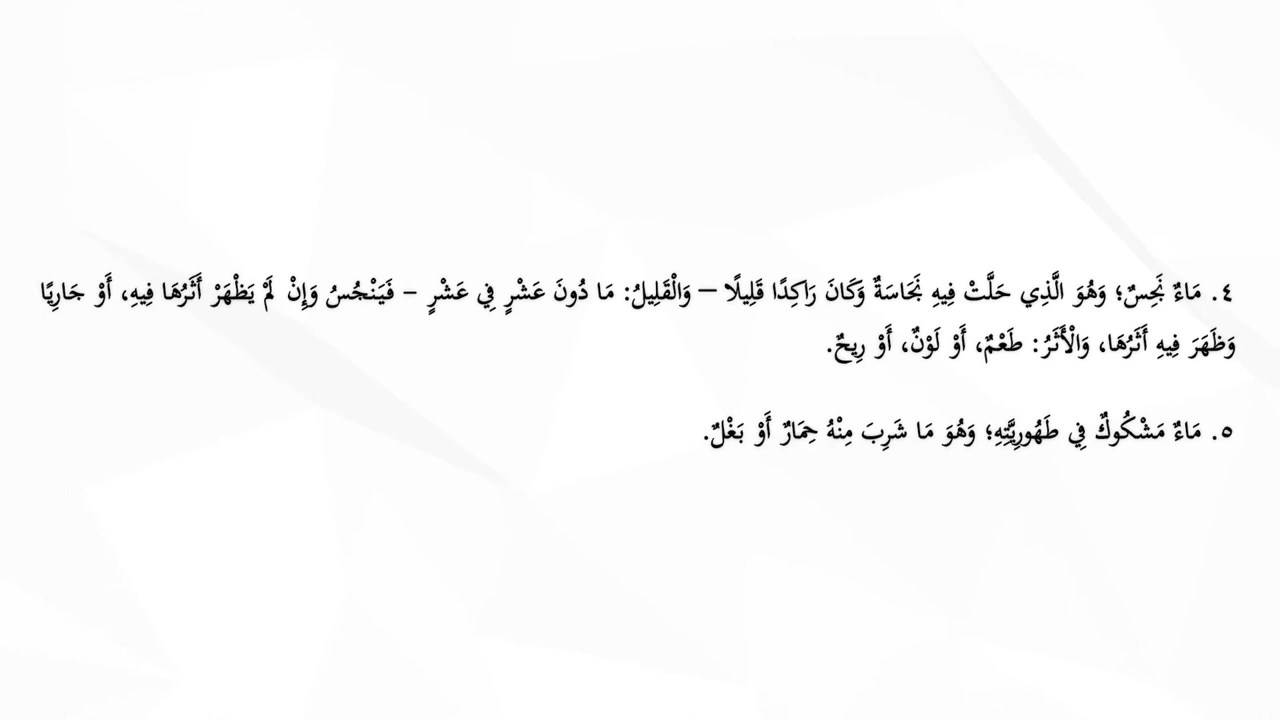 ٤. مَاءٌ نَجِسٌ؛ وَهُوَ الَّذِي حَلَّتْ فِيهِ نَجَاسَةٌ وَكَانَ رَاكِدًا قَلِيلًا – وَالْقَلِيلُ: مَا دُونَ عَشْرٍ فِي عَشْرٍ – فَيَنْجُسُ وَإِنْ لَمْ يَظْهَرْ أَثَرُهَا فِيهِ، أَوْ جَارِيًا
وَظَهَرَ فِيهِ أَثَرُهَا، وَالْأَثَرُ: طَعْمٌ، أَوْ لَوْنٌ، أَوْ رِيحٌ.
٥. مَاءٌ مَشْكُوكٌ فِي طَهُورِيَّتِهِ؛ وَهُوَ مَا شَرِبَ مِنْهُ حِمَارٌ أَوْ بَغْلٌ.